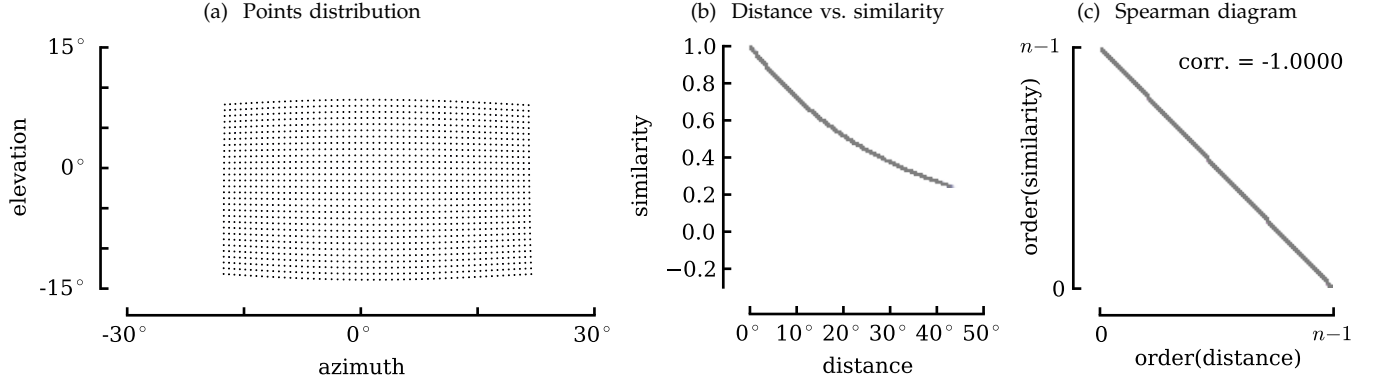 (a) Points distribution
15°
0°
-15°
elevation
-30°
0°
30°
azimuth
(b) Distance vs. similarity
1.0
0.8
0.6
0.4
0.2
0.0
−0.2
similarity
0° 10° 20° 30° 40° 50°
distance
(c) Spearman diagram
n−1
corr. = -1.0000
order(similarity)
0
0
n−1
order(distance)